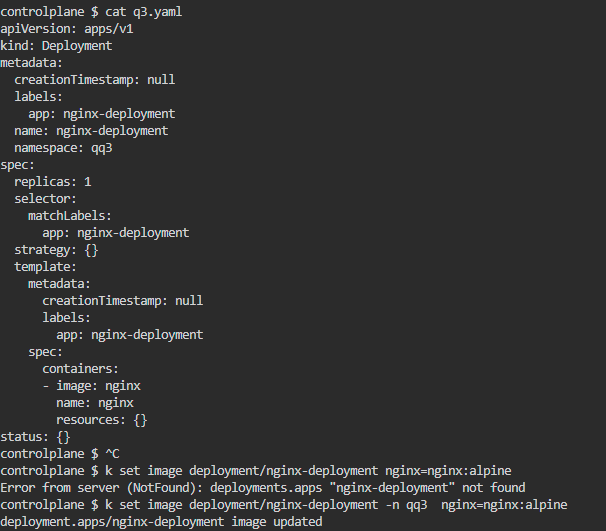 controlplane $ cat q3.yaml
apiVersion: apps/v1
kind: Deployment
metadata:
  creationTimestamp: null
  labels:
    app: nginx-deployment
  name: nginx-deployment
  namespace: qq3
spec:
  replicas: 1
  selector:
    matchLabels:
      app: nginx-deployment
  strategy: {}
  template:
    metadata:
      creationTimestamp: null
      labels:
        app: nginx-deployment
    spec:
      containers:
      - image: nginx
        name: nginx
        resources: {}
status: {}
controlplane $ ^C
controlplane $ k set image deployment/nginx-deployment nginx=nginx:alpine
Error from server (NotFound): deployments.apps "nginx-deployment" not found
controlplane $ k set image deployment/nginx-deployment -n qq3  nginx=nginx:alpine
deployment.apps/nginx-deployment image updated